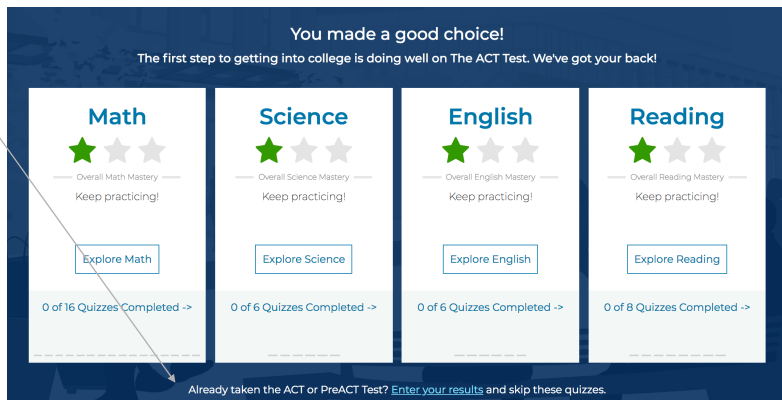 You made a good choice!
The first step to getting into college is doing well on The ACT Test. We've got your back!
Math
Overall Math Mastery
Keep practicing!
Explore Math
0 of 16 Quizzes Completed ->
Science
Overall Science Mastery
Keep practicing!
Explore Science
0 of 6 Quizzes Completed ->
English
Overall English Mastery
Keep practicing!
Explore English
0 of 6 Quizzes Completed ->
Reading
Overall Reading Mastery
Keep practicing!
Explore Reading
0 of 8 Quizzes Completed ->
Already taken the ACT or PreACT Test? Enter your results and skip these quizzes.